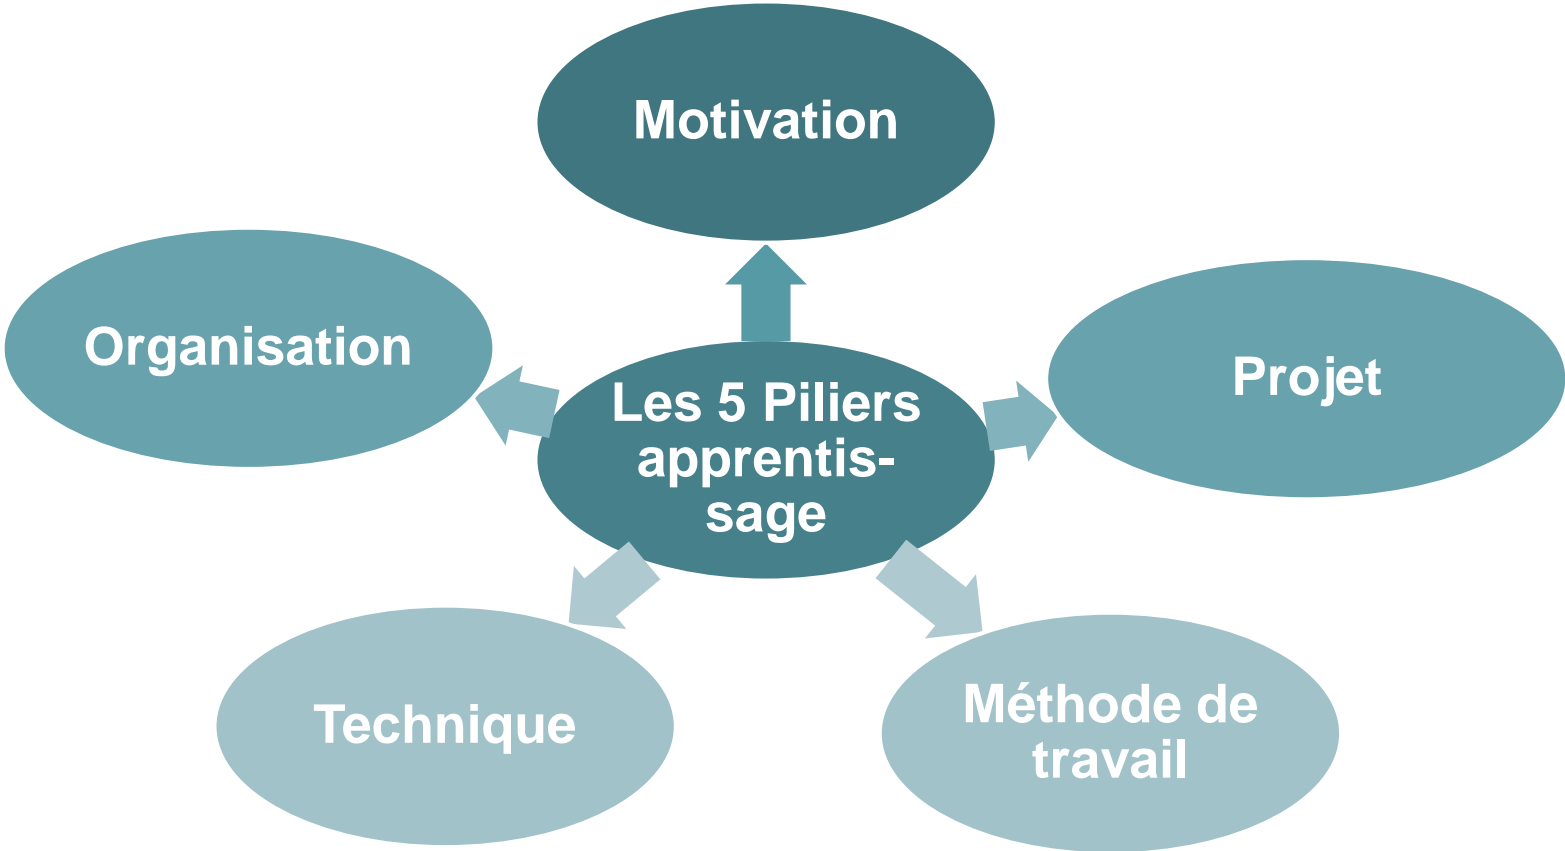 Motivation
Organisation
Projet
Les 5 Piliers
apprentis-
sage
Technique
Méthode de
travail